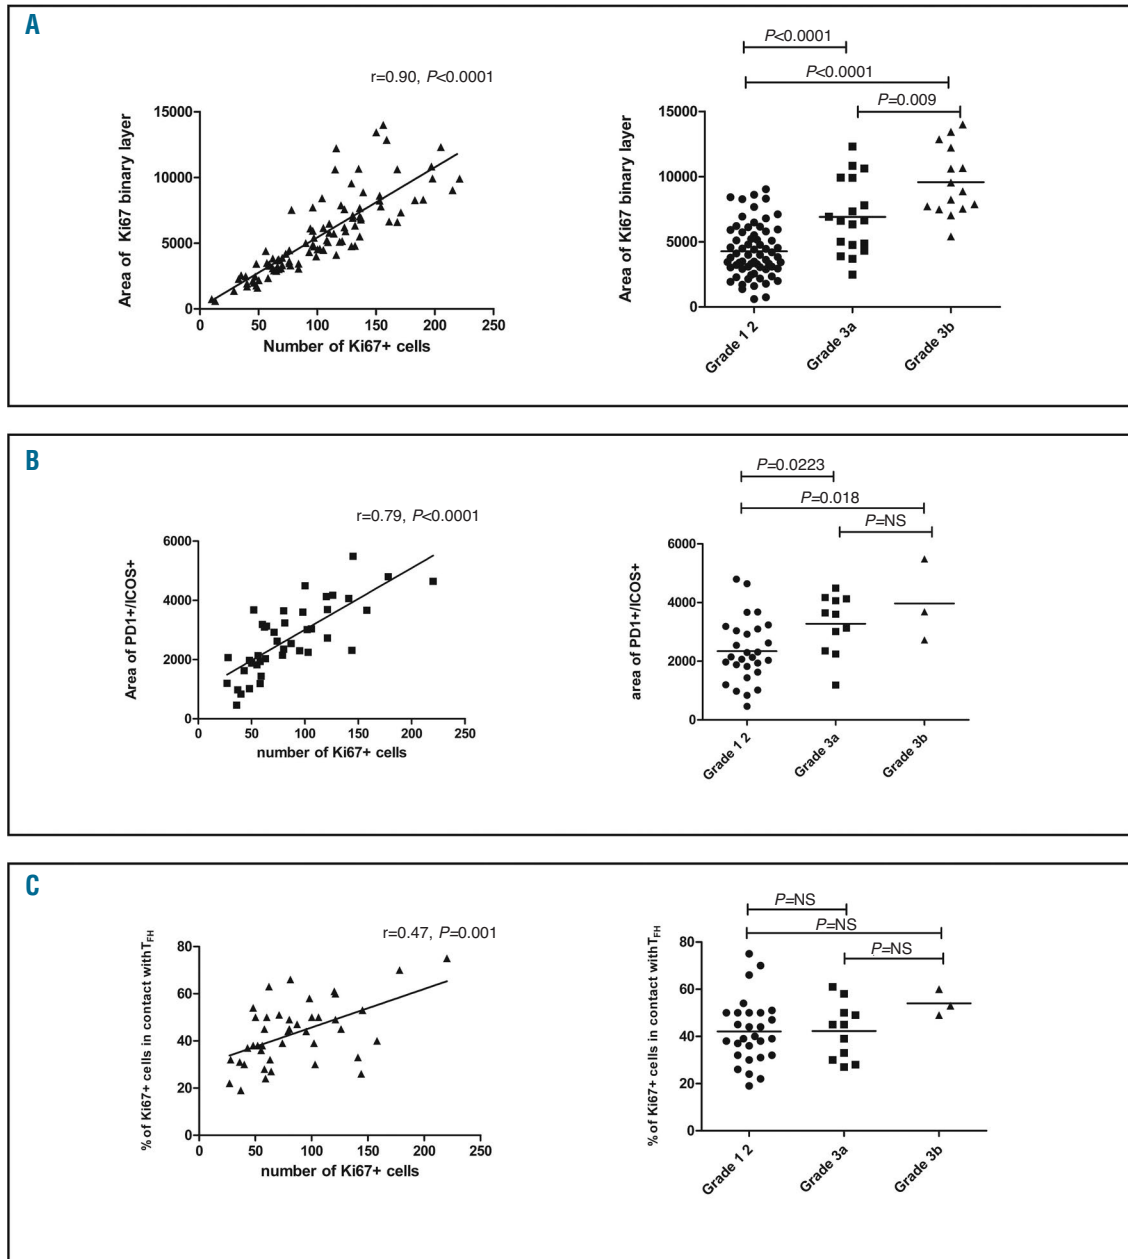 A
r=0.90, P<0.0001
Area of Ki67 binary layer
15000
10000
5000
0
0 50 100 150 200 250
Number of Ki67+ cells
P<0.0001
P<0.0001
P=0.009
Area of Ki67 binary layer
15000
10000
5000
0
Grade 1 2
Grade 3a
Grade 3b
B
r=0.79, P<0.0001
Area of PD1+/ICOS+
6000
4000
2000
0
0 50 100 150 200 250
number of Ki67+ cells
P=0.0223
P=0.018
P=NS
area of PD1+/ICOS+
6000
4000
2000
0
Grade 1 2
Grade 3a
Grade 3b
C
r=0.47, P=0.001
% of Ki67+ cells in contact withTFH
80
60
40
20
0
0 50 100 150 200 250
number of Ki67+ cells
P=NS
P=NS
P=NS
% of Ki67+ cells in contact withTFH
80
60
40
20
0
Grade 1 2
Grade 3a
Grade 3b